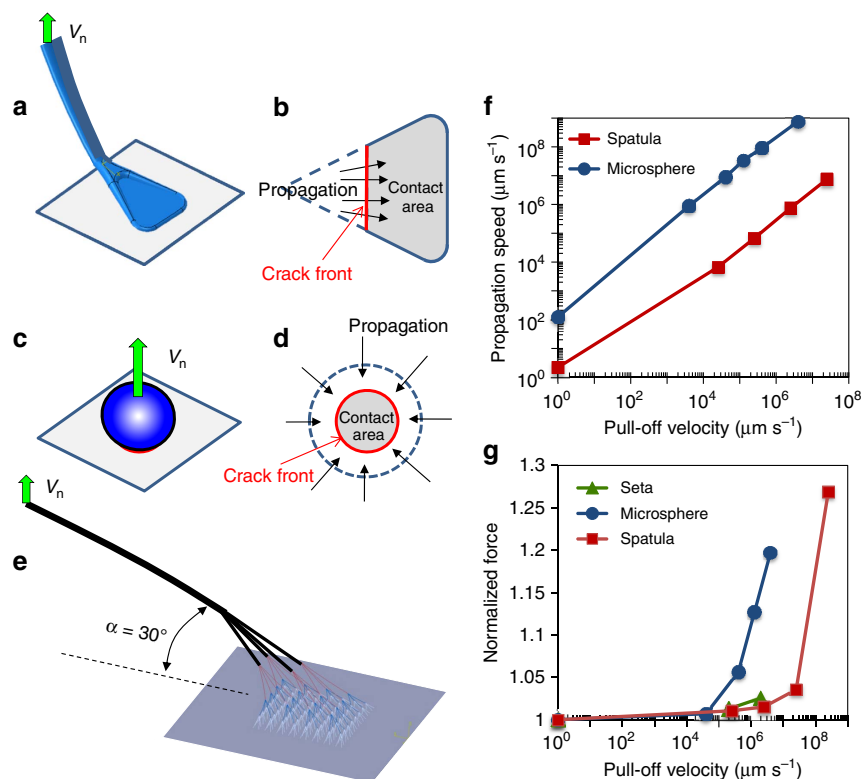 a
Vn
b
Propagation
Contact
area
Crack front
c
Vn
d
Propagation
Contact
area
Crack front
e
Vn
α = 30°
f
Propagation speed (μm s⁻¹)
10⁸
10⁶
10⁴
10²
10⁰
Spatula
Microsphere
10⁰ 10² 10⁴ 10⁶ 10⁸
Pull-off velocity (μm s⁻¹)
g
Normalized force
1.3
1.25
1.2
1.15
1.1
1.05
1
Seta
Microsphere
Spatula
10⁰ 10² 10⁴ 10⁶ 10⁸
Pull-off velocity (μm s⁻¹)